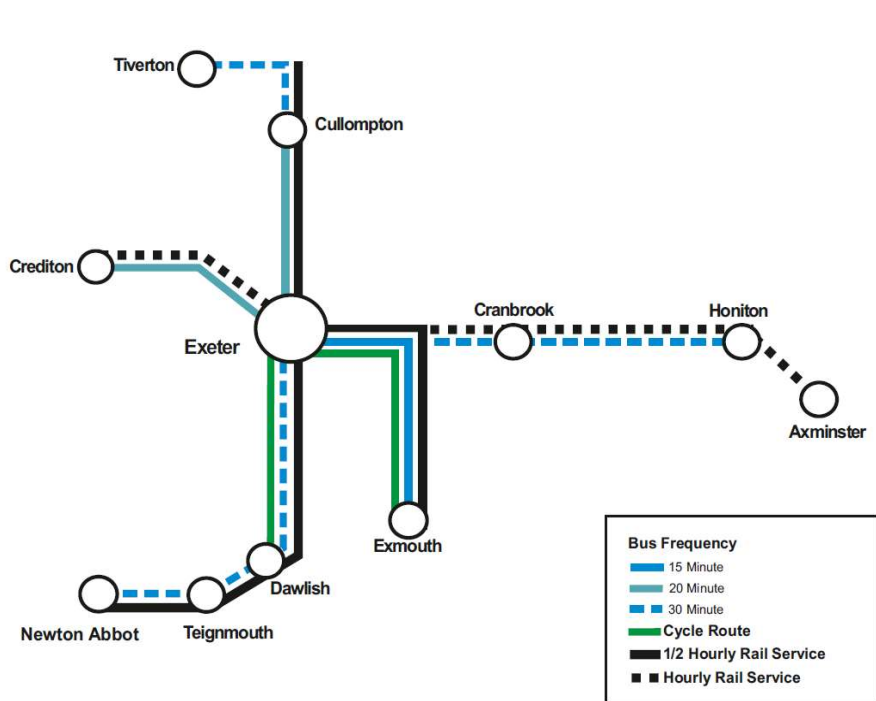 Tiverton
Cullompton
Crediton
Exeter
Cranbrook
Honiton
Axminster
Exmouth
Dawlish
Newton Abbot
Teignmouth
Bus Frequency
15 Minute
20 Minute
30 Minute
Cycle Route
1/2 Hourly Rail Service
Hourly Rail Service